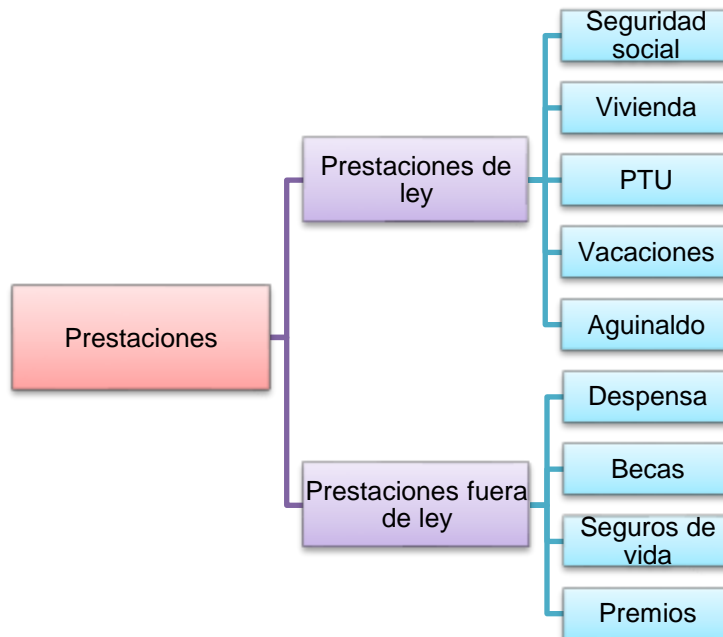 Prestaciones
Prestaciones de
ley
Seguridad
social
Vivienda
PTU
Vacaciones
Aguinaldo
Prestaciones fuera
de ley
Despensa
Becas
Seguros de
vida
Premios